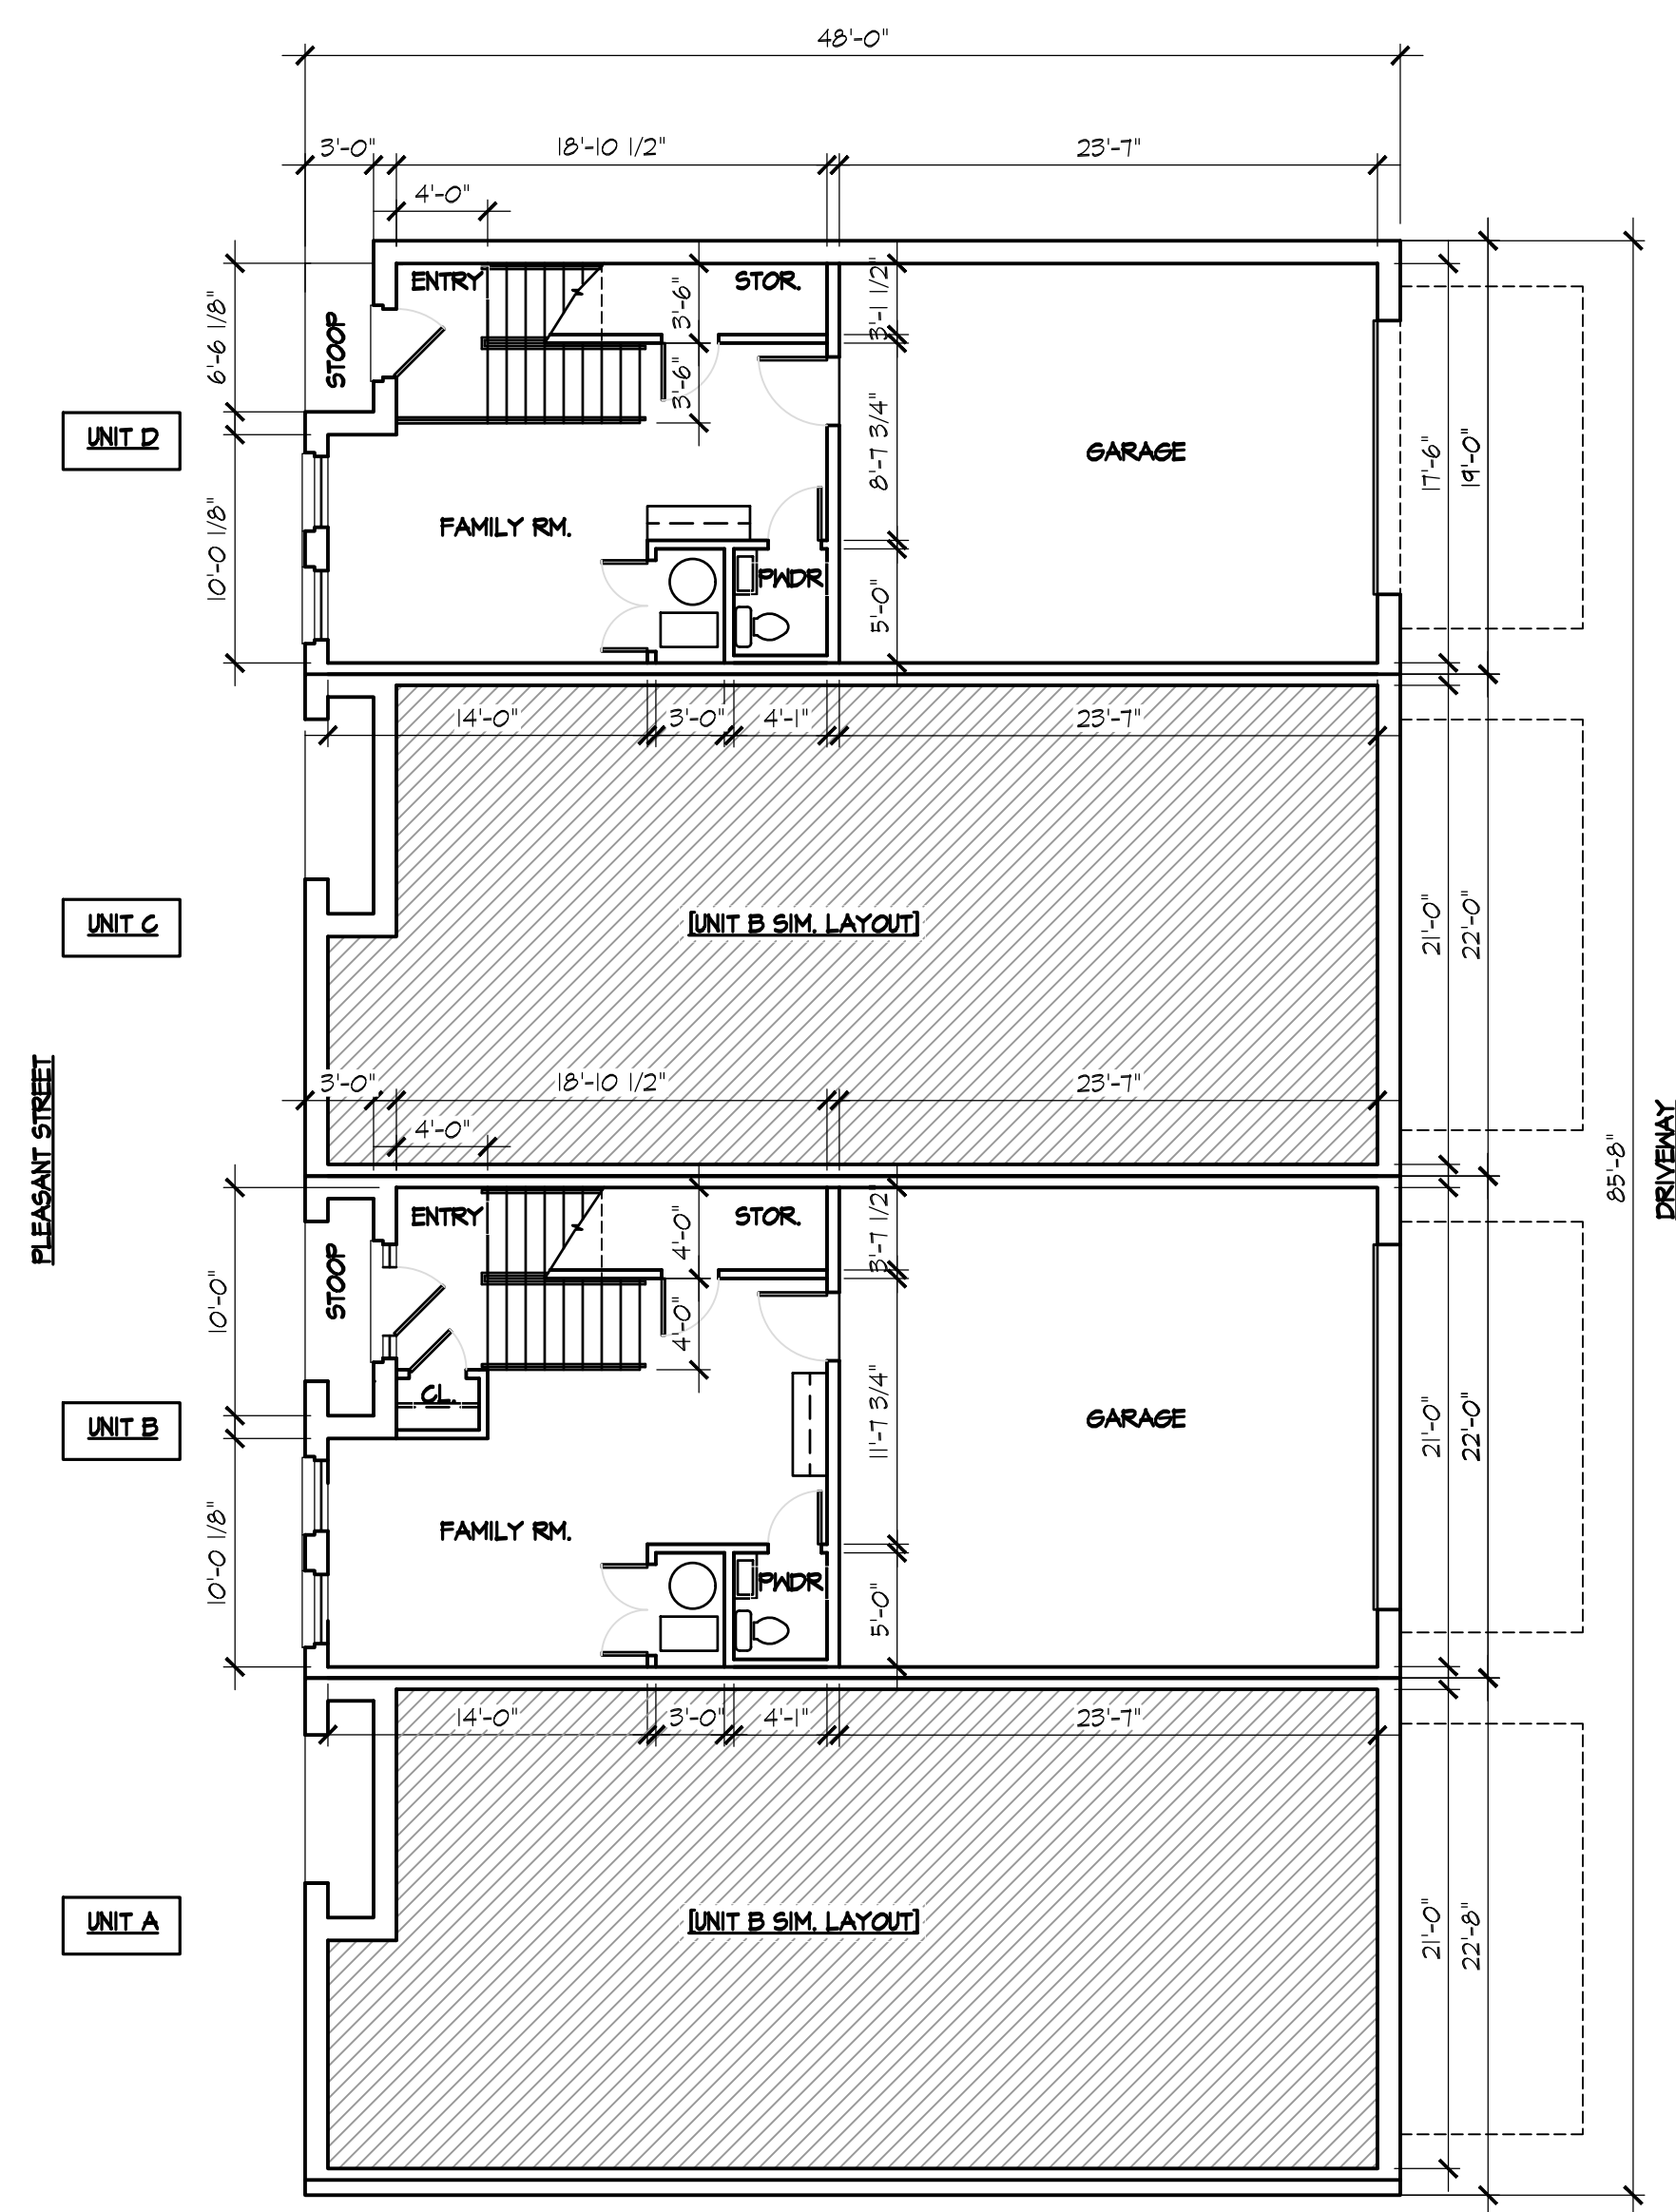 48'-0"
3'-0"
18'-10 1/2"
23'-7"
4'-0"
ENTRY
STOR.
3'-6"
3'-1 1/2"
6'-6 1/8"
STOOP
3'-6"
8'-7 3/4"
UNIT D
GARAGE
17'-6"
19'-0"
10'-0 1/8"
FAMILY RM.
PWDR
5'-0"
14'-0"
3'-0"
4'-1"
23'-7"
UNIT C
[UNIT B SIM. LAYOUT]
21'-0"
22'-0"
PLEASANT STREET
3'-0"
18'-10 1/2"
23'-7"
4'-0"
85'-8"
DRIVEWAY
ENTRY
STOR.
4'-0"
3'-7 1/2"
10'-0"
STOOP
4'-0"
CL.
11'-7 3/4"
UNIT B
GARAGE
21'-0"
22'-0"
10'-0 1/8"
FAMILY RM.
PWDR
5'-0"
14'-0"
3'-0"
4'-1"
23'-7"
UNIT A
[UNIT B SIM. LAYOUT]
21'-0"
22'-8"